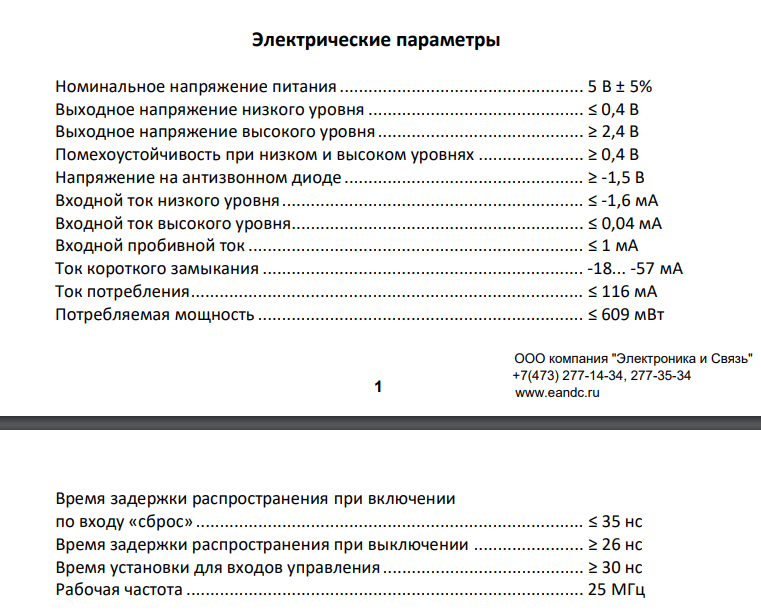 Электрические параметры
Номинальное напряжение питания ................................................... 5 В ± 5%
Выходное напряжение низкого уровня ............................................. ≤ 0,4 В
Выходное напряжение высокого уровня ........................................... ≥ 2,4 В
Помехоустойчивость при низком и высоком уровнях ...................... ≥ 0,4 В
Напряжение на антизвонном диоде .................................................. ≥ -1,5 В
Входной ток низкого уровня ............................................................... ≤ -1,6 мА
Входной ток высокого уровня............................................................. ≤ 0,04 мА
Входной пробивной ток ...................................................................... ≤ 1 мА
Ток короткого замыкания ................................................................... -18... -57 мА
Ток потребления.................................................................................. ≤ 116 мА
Потребляемая мощность .................................................................... ≤ 609 мВт
ООО компания "Электроника и Связь"
+7(473) 277-14-34, 277-35-34
www.eandc.ru
1
Время задержки распространения при включении
по входу «сброс» ................................................................................. ≤ 35 нс
Время задержки распространения при выключении ....................... ≥ 26 нс
Время установки для входов управления .......................................... ≥ 30 нс
Рабочая частота ................................................................................... 25 МГц